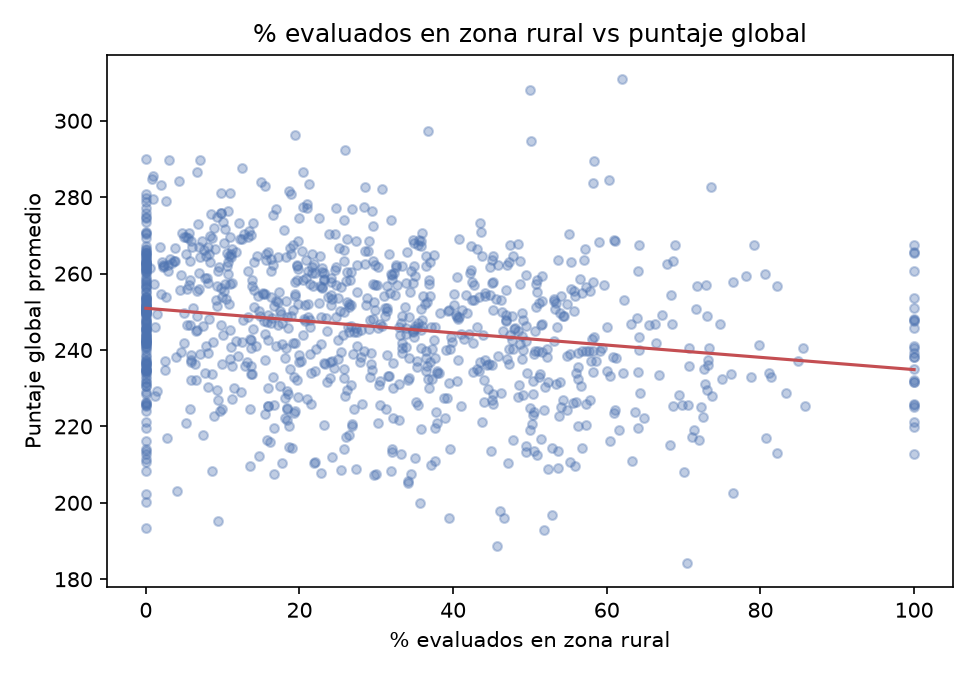 % evaluados en zona rural vs puntaje global
Puntaje global promedio
300
280
260
240
220
200
180
0 20 40 60 80 100
% evaluados en zona rural